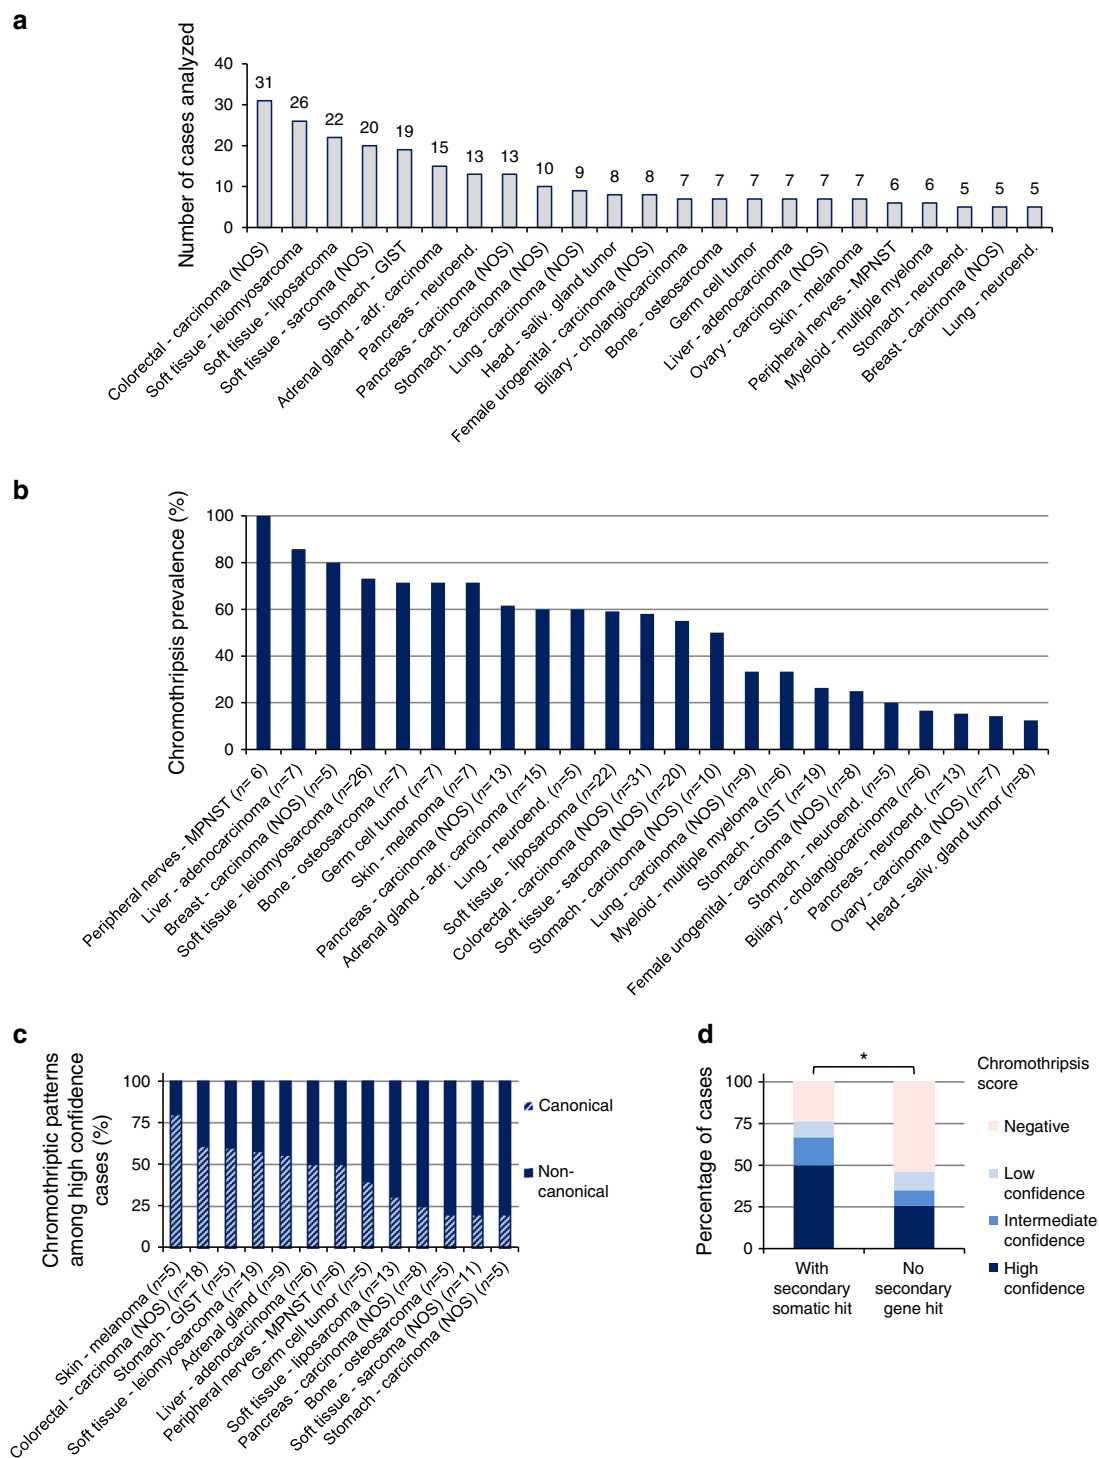 a
Number of cases analyzed
40
30
20
10
0
31
26
22
20
19
15
13
13
10
9
8
8
7
7
7
7
7
7
6
6
5
5
5
Colorectal - carcinoma (NOS)
Soft tissue - leiomyosarcoma
Soft tissue - liposarcoma
Soft tissue - sarcoma (NOS)
Stomach - GIST
Adrenal gland - adr. carcinoma
Pancreas - neuroend.
Pancreas - carcinoma (NOS)
Stomach - carcinoma (NOS)
Lung - carcinoma (NOS)
Head - saliv. gland tumor
Female urogenital - carcinoma (NOS)
Biliary - cholangiocarcinoma
Bone - osteosarcoma
Germ cell tumor
Liver - adenocarcinoma
Ovary - carcinoma (NOS)
Skin - melanoma
Peripheral nerves - MPNST
Myeloid - multiple myeloma
Stomach - neuroend.
Breast - carcinoma (NOS)
Lung - neuroend.
b
Chromothripsis prevalence (%)
100
80
60
40
20
0
Peripheral nerves - MPNST (n= 6)
Liver - adenocarcinoma (n=7)
Breast - carcinoma (NOS) (n=5)
Soft tissue - leiomyosarcoma (n=26)
Bone - osteosarcoma (n=7)
Germ cell tumor (n=7)
Skin - melanoma (n=7)
Pancreas - carcinoma (NOS) (n=13)
Adrenal gland - adr. carcinoma (n=15)
Lung - neuroend. (n=5)
Soft tissue - liposarcoma (n=22)
Colorectal - carcinoma (NOS) (n=31)
Soft tissue - sarcoma (NOS) (n=20)
Stomach - carcinoma (NOS) (n=10)
Lung - carcinoma (NOS) (n=9)
Myeloid - multiple myeloma (n=6)
Stomach - GIST (n=19)
Female urogenital - carcinoma (NOS) (n=8)
Stomach - neuroend. (n=5)
Biliary - cholangiocarcinoma (n=6)
Pancreas - neuroend. (n=13)
Ovary - carcinoma (NOS) (n=7)
Head - saliv. gland tumor (n=8)
c
Chromothriptic patterns
among high confidence
cases (%)
100
75
50
25
0
Canonical
Non-
canonical
Skin - melanoma (n=5)
Colorectal - carcinoma (NOS) (n=18)
Stomach - GIST (n=5)
Soft tissue - leiomyosarcoma (n=19)
Adrenal gland (n=9)
Liver - adenocarcinoma (n=6)
Peripheral nerves - MPNST (n=6)
Germ cell tumor (n=5)
Soft tissue - liposarcoma (n=13)
Pancreas - carcinoma (NOS) (n=8)
Bone - osteosarcoma (n=5)
Soft tissue - sarcoma (NOS) (n=11)
Stomach - carcinoma (NOS) (n=5)
d
Percentage of cases
100
75
50
25
0
*
With
secondary
somatic hit
No
secondary
gene hit
Chromothripsis
score
Negative
Low
confidence
Intermediate
confidence
High
confidence